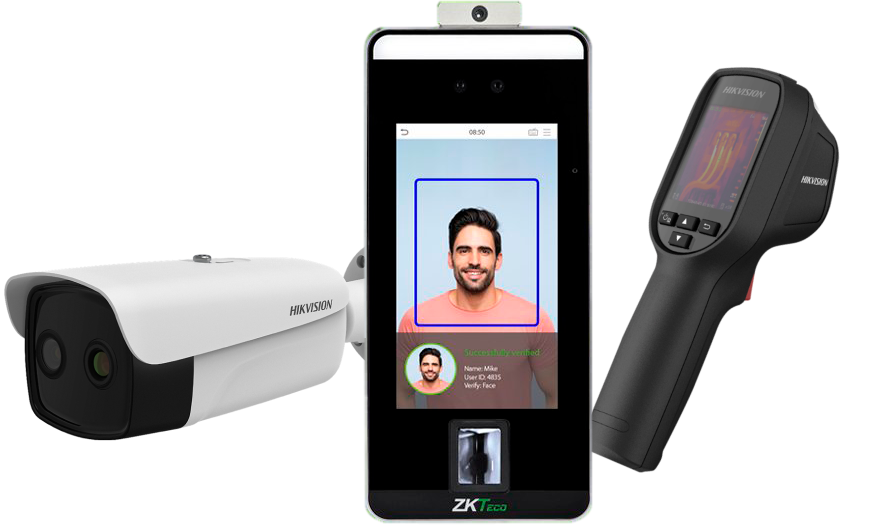 08:50
Successfully verified
Name: Mike
User ID: 4835
Verify: Face
ZKTeco
HIKVISION
HIKVISION
HIKVISION